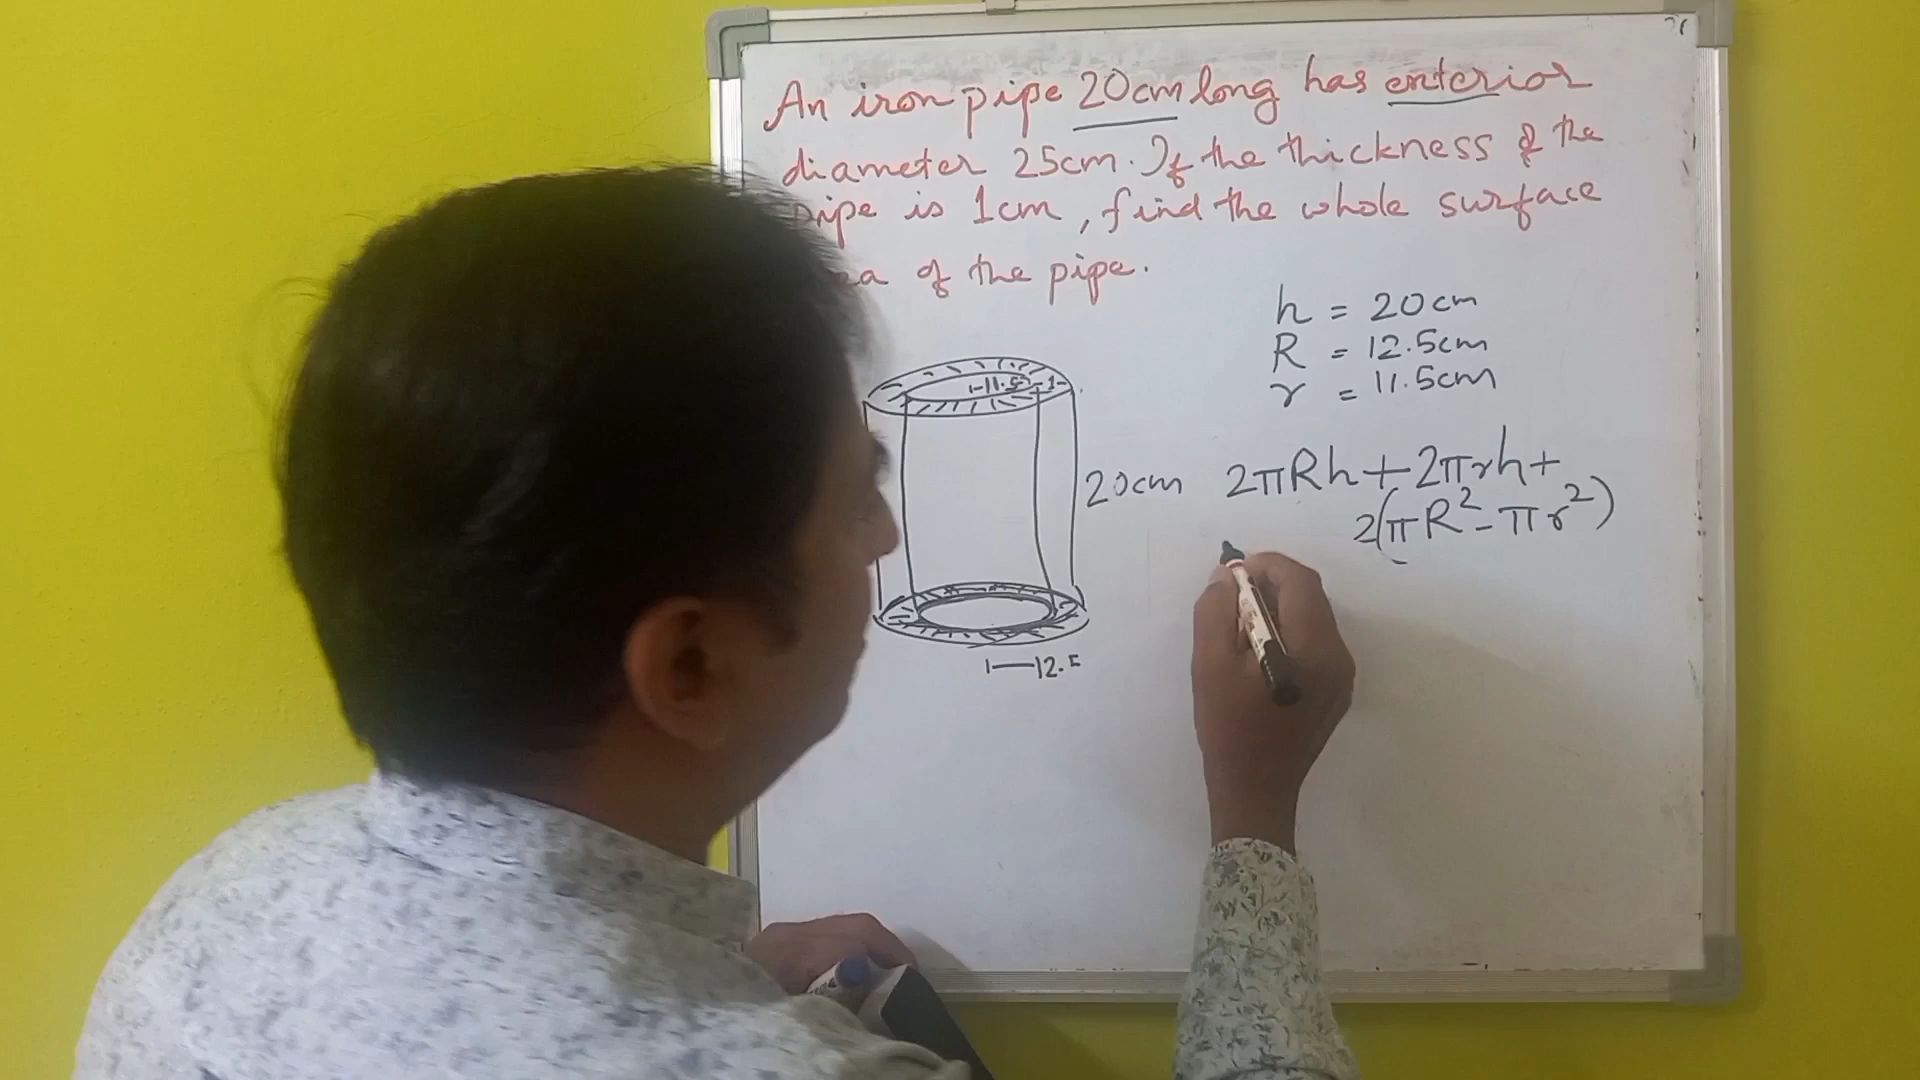 An iron pipe 20cm long has exterior
diameter 25cm. If the thickness of the
pipe is 1cm, find the whole surface
of the pipe.
h = 20cm
R = 12.5cm
r = 11.5cm
11.5 1
20cm
2πRh + 2πrh +
2(πR² - πr²)
12.5